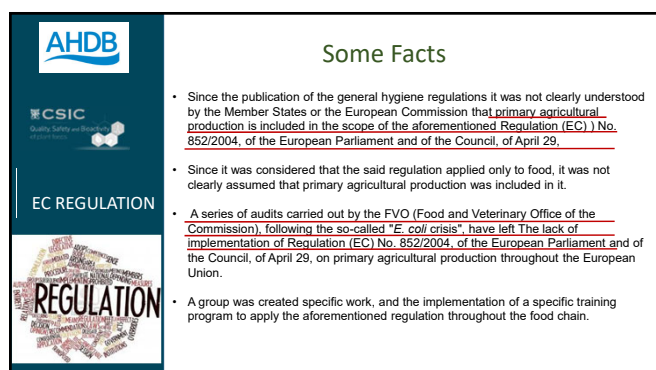 AHDB
Some Facts
CSIC
Quality, Safety and Bioactivity
of plant foods
EC REGULATION
• Since the publication of the general hygiene regulations it was not clearly understood
by the Member States or the European Commission that primary agricultural
production is included in the scope of the aforementioned Regulation (EC) ) No.
852/2004, of the European Parliament and of the Council, of April 29,
• Since it was considered that the said regulation applied only to food, it was not
clearly assumed that primary agricultural production was included in it.
• A series of audits carried out by the FVO (Food and Veterinary Office of the
Commission), following the so-called "E. coli crisis", have left The lack of
implementation of Regulation (EC) No. 852/2004, of the European Parliament and of
the Council, of April 29, on primary agricultural production throughout the European
Union.
• A group was created specific work, and the implementation of a specific training
program to apply the aforementioned regulation throughout the food chain.
REGULATION